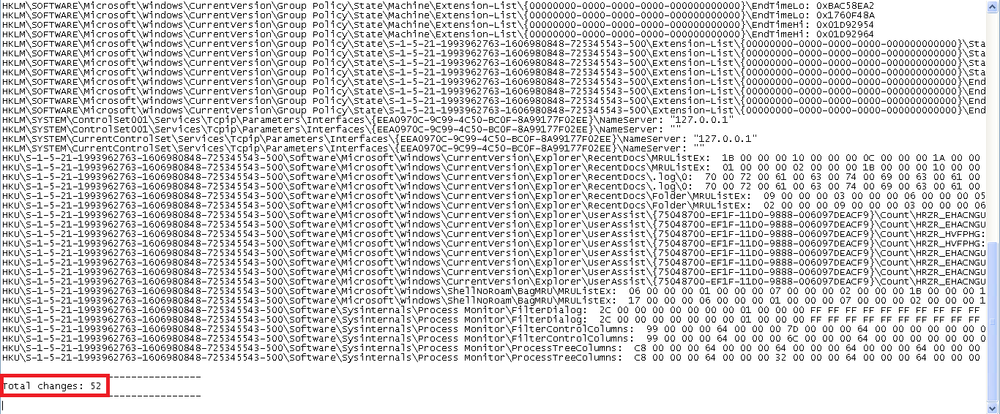 HKLM\SOFTWARE\Microsoft\Windows\CurrentVersion\Group Policy\State\Machine\Extension-List\{00000000-0000-0000-0000-000000000000}\EndTimeLo: 0xBAC58EA2
HKLM\SOFTWARE\Microsoft\Windows\CurrentVersion\Group Policy\State\Machine\Extension-List\{00000000-0000-0000-0000-000000000000}\EndTimeLo: 0x1760F48A
HKLM\SOFTWARE\Microsoft\Windows\CurrentVersion\Group Policy\State\Machine\Extension-List\{00000000-0000-0000-0000-000000000000}\EndTimeHi: 0x01D92954
HKLM\SOFTWARE\Microsoft\Windows\CurrentVersion\Group Policy\State\Machine\Extension-List\{00000000-0000-0000-0000-000000000000}\EndTimeHi: 0x01D92964
HKLM\SOFTWARE\Microsoft\Windows\CurrentVersion\Group Policy\State\S-1-5-21-1993962763-1606980848-725345543-500\Extension-List\{00000000-0000-0000-0000-000000000000}\Sta
HKLM\SOFTWARE\Microsoft\Windows\CurrentVersion\Group Policy\State\S-1-5-21-1993962763-1606980848-725345543-500\Extension-List\{00000000-0000-0000-0000-000000000000}\Sta
HKLM\SOFTWARE\Microsoft\Windows\CurrentVersion\Group Policy\State\S-1-5-21-1993962763-1606980848-725345543-500\Extension-List\{00000000-0000-0000-0000-000000000000}\Sta
HKLM\SOFTWARE\Microsoft\Windows\CurrentVersion\Group Policy\State\S-1-5-21-1993962763-1606980848-725345543-500\Extension-List\{00000000-0000-0000-0000-000000000000}\Sta
HKLM\SOFTWARE\Microsoft\Windows\CurrentVersion\Group Policy\State\S-1-5-21-1993962763-1606980848-725345543-500\Extension-List\{00000000-0000-0000-0000-000000000000}\End
HKLM\SOFTWARE\Microsoft\Windows\CurrentVersion\Group Policy\State\S-1-5-21-1993962763-1606980848-725345543-500\Extension-List\{00000000-0000-0000-0000-000000000000}\End
HKLM\SOFTWARE\Microsoft\Windows\CurrentVersion\Group Policy\State\S-1-5-21-1993962763-1606980848-725345543-500\Extension-List\{00000000-0000-0000-0000-000000000000}\End
HKLM\SOFTWARE\Microsoft\Windows\CurrentVersion\Group Policy\State\S-1-5-21-1993962763-1606980848-725345543-500\Extension-List\{00000000-0000-0000-0000-000000000000}\End
HKLM\SYSTEM\ControlSet001\Services\Tcpip\Parameters\Interfaces\{EEA0970C-9C99-4C50-BC0F-8A99177F02EE}\NameServer: "127.0.0.1"
HKLM\SYSTEM\ControlSet001\Services\Tcpip\Parameters\Interfaces\{EEA0970C-9C99-4C50-BC0F-8A99177F02EE}\NameServer: ""
HKLM\SYSTEM\CurrentControlSet\Services\Tcpip\Parameters\Interfaces\{EEA0970C-9C99-4C50-BC0F-8A99177F02EE}\NameServer: "127.0.0.1"
HKLM\SYSTEM\CurrentControlSet\Services\Tcpip\Parameters\Interfaces\{EEA0970C-9C99-4C50-BC0F-8A99177F02EE}\NameServer: ""
HKU\S-1-5-21-1993962763-1606980848-725345543-500\Software\Microsoft\Windows\CurrentVersion\Explorer\RecentDocs\MRUListEx:  1B 00 00 00 10 00 00 00 0C 00 00 00 1A 00 00
HKU\S-1-5-21-1993962763-1606980848-725345543-500\Software\Microsoft\Windows\CurrentVersion\Explorer\RecentDocs\MRUListEx:  01 00 00 00 02 00 00 00 1B 00 00 00 10 00 00
HKU\S-1-5-21-1993962763-1606980848-725345543-500\Software\Microsoft\Windows\CurrentVersion\Explorer\RecentDocs\.log\0:  70 00 72 00 61 00 63 00 74 00 69 00 63 00 61 00
HKU\S-1-5-21-1993962763-1606980848-725345543-500\Software\Microsoft\Windows\CurrentVersion\Explorer\RecentDocs\.log\0:  70 00 72 00 61 00 63 00 74 00 69 00 63 00 61 00
HKU\S-1-5-21-1993962763-1606980848-725345543-500\Software\Microsoft\Windows\CurrentVersion\Explorer\RecentDocs\Folder\MRUListEx:  09 00 00 00 03 00 00 00 06 00 00 00 05
HKU\S-1-5-21-1993962763-1606980848-725345543-500\Software\Microsoft\Windows\CurrentVersion\Explorer\RecentDocs\Folder\MRUListEx:  02 00 00 00 09 00 00 00 03 00 00 00 06
HKU\S-1-5-21-1993962763-1606980848-725345543-500\Software\Microsoft\Windows\CurrentVersion\Explorer\UserAssist\{75048700-EF1F-11D0-9888-006097DEACF9}\Count\HRZR_EHACNGU
HKU\S-1-5-21-1993962763-1606980848-725345543-500\Software\Microsoft\Windows\CurrentVersion\Explorer\UserAssist\{75048700-EF1F-11D0-9888-006097DEACF9}\Count\HRZR_EHACNGU
HKU\S-1-5-21-1993962763-1606980848-725345543-500\Software\Microsoft\Windows\CurrentVersion\Explorer\UserAssist\{75048700-EF1F-11D0-9888-006097DEACF9}\Count\HRZR_HVFPHG:
HKU\S-1-5-21-1993962763-1606980848-725345543-500\Software\Microsoft\Windows\CurrentVersion\Explorer\UserAssist\{75048700-EF1F-11D0-9888-006097DEACF9}\Count\HRZR_HVFPHG:
HKU\S-1-5-21-1993962763-1606980848-725345543-500\Software\Microsoft\Windows\CurrentVersion\Explorer\UserAssist\{75048700-EF1F-11D0-9888-006097DEACF9}\Count\HRZR_EHACNGU
HKU\S-1-5-21-1993962763-1606980848-725345543-500\Software\Microsoft\Windows\CurrentVersion\Explorer\UserAssist\{75048700-EF1F-11D0-9888-006097DEACF9}\Count\HRZR_EHACNGU
HKU\S-1-5-21-1993962763-1606980848-725345543-500\Software\Microsoft\Windows\CurrentVersion\Explorer\UserAssist\{75048700-EF1F-11D0-9888-006097DEACF9}\Count\HRZR_EHACNGU
HKU\S-1-5-21-1993962763-1606980848-725345543-500\Software\Microsoft\Windows\CurrentVersion\Explorer\UserAssist\{75048700-EF1F-11D0-9888-006097DEACF9}\Count\HRZR_EHACNGU
HKU\S-1-5-21-1993962763-1606980848-725345543-500\Software\Microsoft\Windows\ShellNoRoam\BagMRU\MRUListEx:  06 00 00 00 01 00 00 00 07 00 00 00 02 00 00 00 1B 00 00 00 1
HKU\S-1-5-21-1993962763-1606980848-725345543-500\Software\Microsoft\Windows\ShellNoRoam\BagMRU\MRUListEx:  17 00 00 00 06 00 00 00 01 00 00 00 07 00 00 00 02 00 00 00 1
HKU\S-1-5-21-1993962763-1606980848-725345543-500\Software\Sysinternals\Process Monitor\FilterDialog:  2C 00 00 00 00 00 00 00 01 00 00 00 FF FF FF FF FF FF FF FF FF
HKU\S-1-5-21-1993962763-1606980848-725345543-500\Software\Sysinternals\Process Monitor\FilterDialog:  2C 00 00 00 00 00 00 00 01 00 00 00 FF FF FF FF FF FF FF FF FF
HKU\S-1-5-21-1993962763-1606980848-725345543-500\Software\Sysinternals\Process Monitor\FilterControlColumns:  99 00 00 00 64 00 00 00 7D 00 00 00 64 00 00 00 00 00 0
HKU\S-1-5-21-1993962763-1606980848-725345543-500\Software\Sysinternals\Process Monitor\FilterControlColumns:  99 00 00 00 64 00 00 00 6C 00 00 00 64 00 00 00 00 00 0
HKU\S-1-5-21-1993962763-1606980848-725345543-500\Software\Sysinternals\Process Monitor\ProcessTreeColumns:  C8 00 00 00 64 00 00 00 64 00 00 00 64 00 00 00 64 00 00 00
HKU\S-1-5-21-1993962763-1606980848-725345543-500\Software\Sysinternals\Process Monitor\ProcessTreeColumns:  C8 00 00 00 64 00 00 00 32 00 00 00 64 00 00 00 64 00 00 00
Total changes: 52